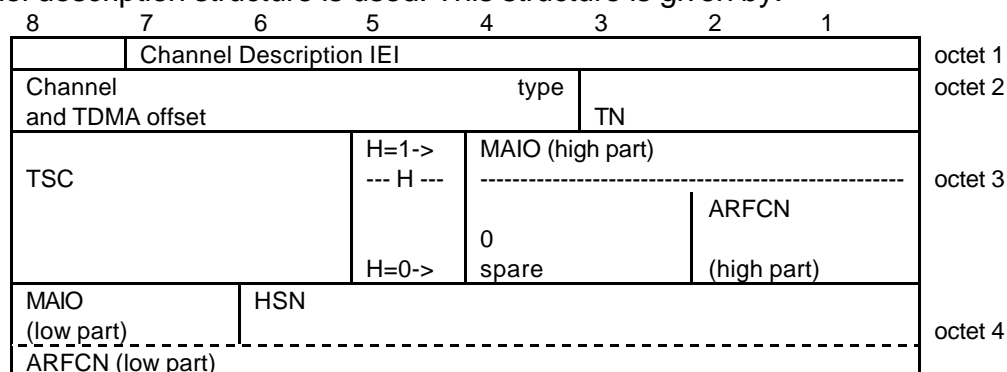 description structure is used. This structure is given by:
8 7 6 5 4 3 2 1
Channel Description IEI octet 1
Channel type octet 2
and TDMA offset TN
H=1-> MAIO (high part)
TSC --- H --- ----------------------------------------------------- octet 3
ARFCN
0
H=0-> spare (high part)
MAIO HSN
(low part) octet 4
ARFCN (low part)